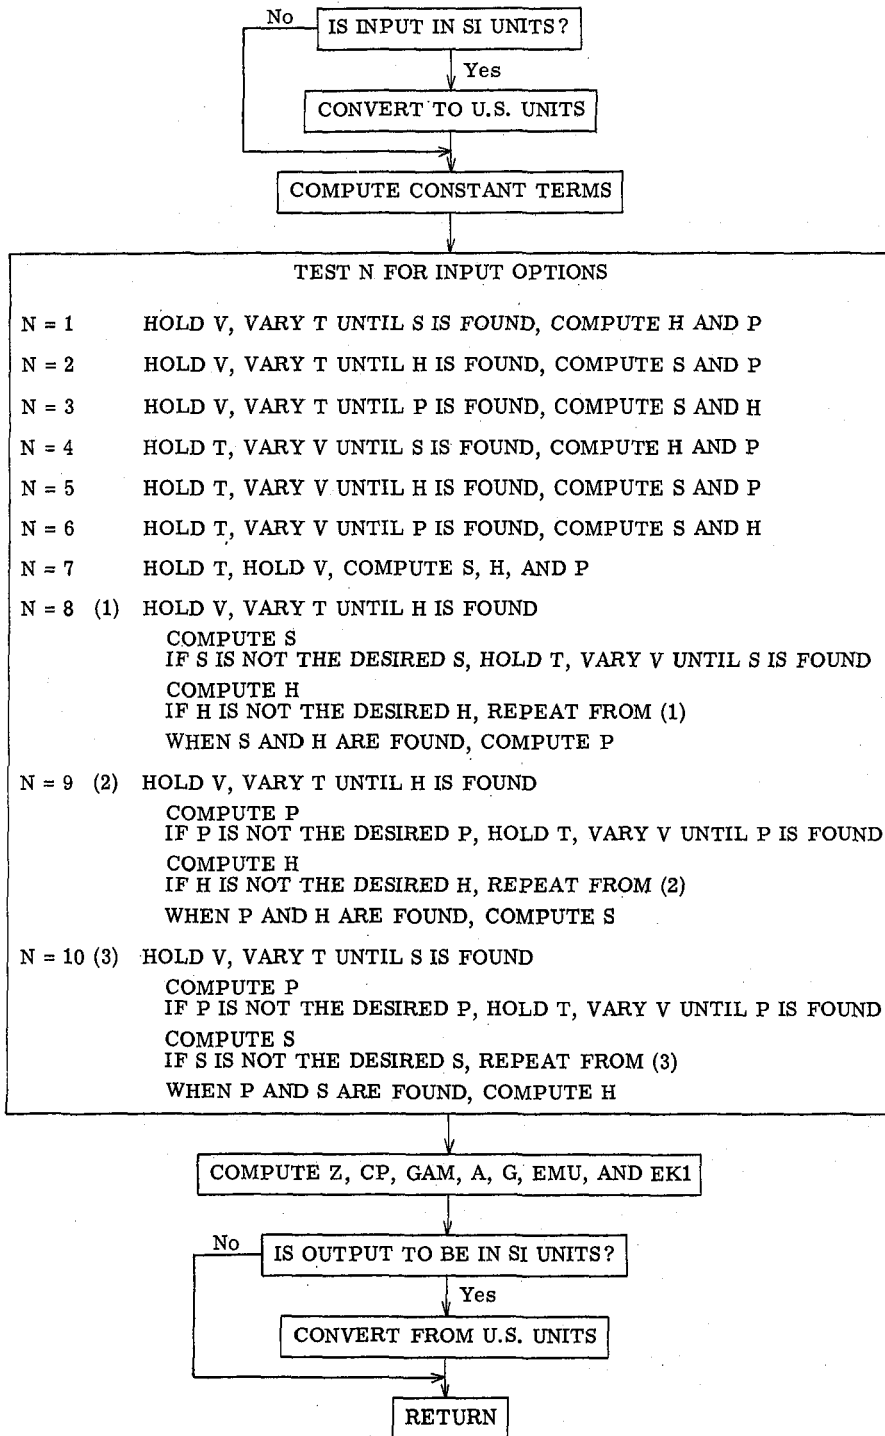 No
IS INPUT IN SI UNITS?
Yes
CONVERT TO U.S. UNITS
COMPUTE CONSTANT TERMS
TEST N FOR INPUT OPTIONS
N = 1 HOLD V, VARY T UNTIL S IS FOUND, COMPUTE H AND P
N = 2 HOLD V, VARY T UNTIL H IS FOUND, COMPUTE S AND P
N = 3 HOLD V, VARY T UNTIL P IS FOUND, COMPUTE S AND H
N = 4 HOLD T, VARY V UNTIL S IS FOUND, COMPUTE H AND P
N = 5 HOLD T, VARY V UNTIL H IS FOUND, COMPUTE S AND P
N = 6 HOLD T, VARY V UNTIL P IS FOUND, COMPUTE S AND H
N = 7 HOLD T, HOLD V, COMPUTE S, H, AND P
N = 8 (1) HOLD V, VARY T UNTIL H IS FOUND
COMPUTE S
IF S IS NOT THE DESIRED S, HOLD T, VARY V UNTIL S IS FOUND
COMPUTE H
IF H IS NOT THE DESIRED H, REPEAT FROM (1)
WHEN S AND H ARE FOUND, COMPUTE P
N = 9 (2) HOLD V, VARY T UNTIL H IS FOUND
COMPUTE P
IF P IS NOT THE DESIRED P, HOLD T, VARY V UNTIL P IS FOUND
COMPUTE H
IF H IS NOT THE DESIRED H, REPEAT FROM (2)
WHEN P AND H ARE FOUND, COMPUTE S
N = 10 (3) HOLD V, VARY T UNTIL S IS FOUND
COMPUTE P
IF P IS NOT THE DESIRED P, HOLD T, VARY V UNTIL P IS FOUND
COMPUTE S
IF S IS NOT THE DESIRED S, REPEAT FROM (3)
WHEN P AND S ARE FOUND, COMPUTE H
COMPUTE Z, CP, GAM, A, G, EMU, AND EK1
No
IS OUTPUT TO BE IN SI UNITS?
Yes
CONVERT FROM U.S. UNITS
RETURN